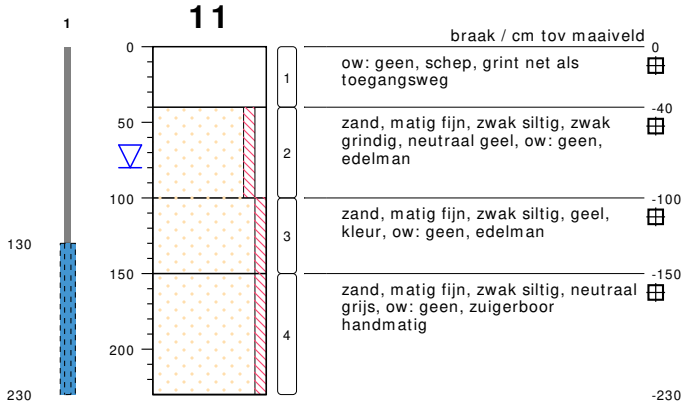 1
11
braak / cm tov maaiveld
0
0
1
ow: geen, schep, grint net als
toegangsweg
-40
50
2
zand, matig fijn, zwak siltig, zwak
grindig, neutraal geel, ow: geen,
edelman
100
-100
3
zand, matig fijn, zwak siltig, geel,
kleur, ow: geen, edelman
130
150
-150
4
zand, matig fijn, zwak siltig, neutraal
grijs, ow: geen, zuigerboor
handmatig
200
230
-230